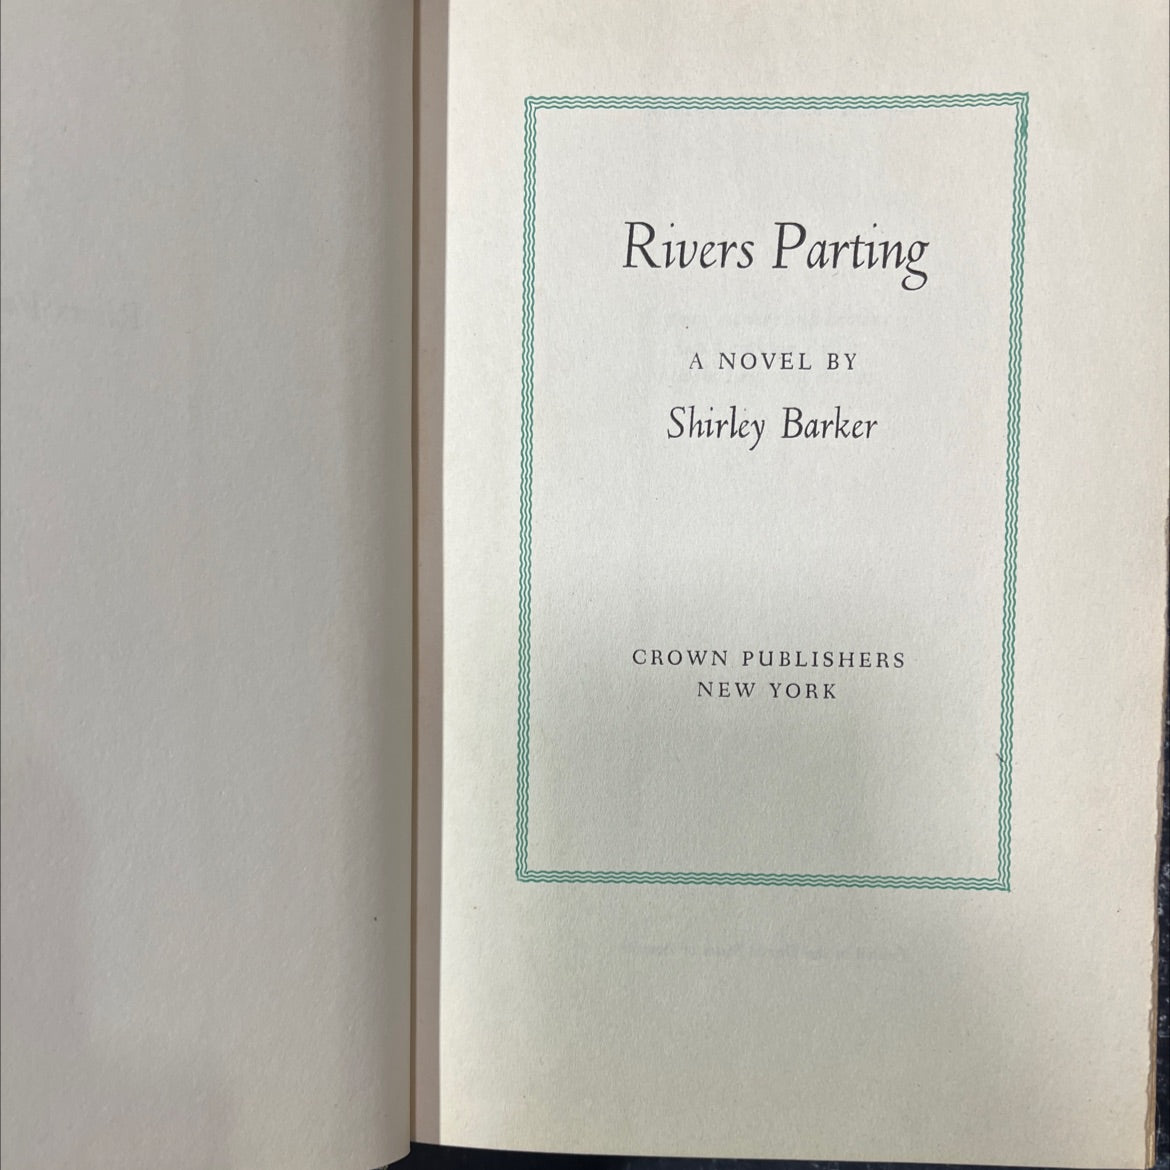 Rivers Parting
A NOVEL BY
Shirley Barker
CROWN PUBLISHERS
NEW YORK